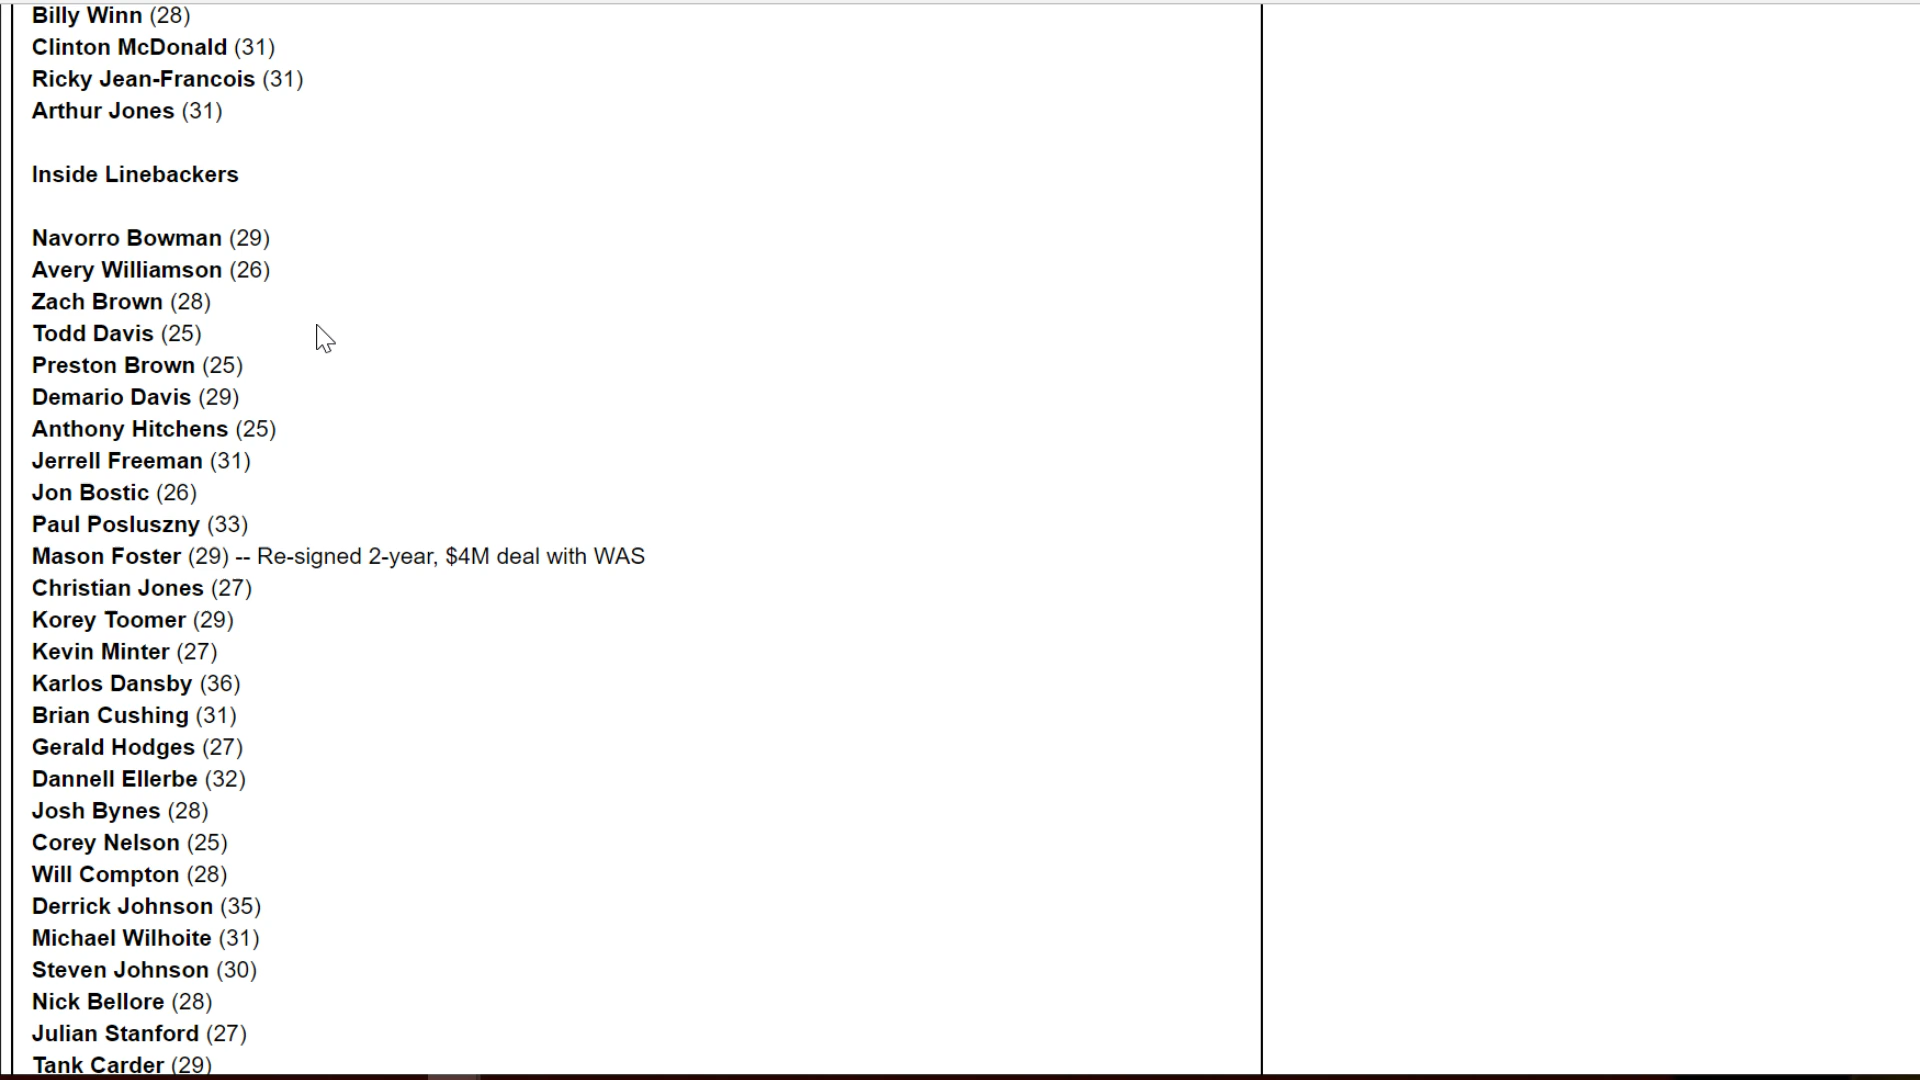 Billy Winn (28)
Clinton McDonald (31)
Ricky Jean-Francois (31)
Arthur Jones (31)
Inside Linebackers
Navorro Bowman (29)
Avery Williamson (26)
Zach Brown (28)
Todd Davis (25)
Preston Brown (25)
Demario Davis (29)
Anthony Hitchens (25)
Jerrell Freeman (31)
Jon Bostic (26)
Paul Posluszny (33)
Mason Foster (29) -- Re-signed 2-year, $4M deal with WAS
Christian Jones (27)
Korey Toomer (29)
Kevin Minter (27)
Karlos Dansby (36)
Brian Cushing (31)
Gerald Hodges (27)
Dannell Ellerbe (32)
Josh Bynes (28)
Corey Nelson (25)
Will Compton (28)
Derrick Johnson (35)
Michael Wilhoite (31)
Steven Johnson (30)
Nick Bellore (28)
Julian Stanford (27)
Tank Carder (29)